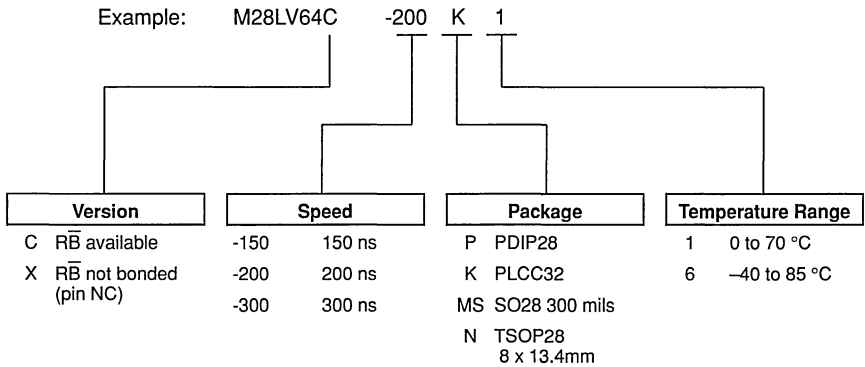 Example: M28LV64C -200 K 1
Version
C RB̅ available
X RB̅ not bonded
(pin NC)
Speed
-150 150 ns
-200 200 ns
-300 300 ns
Package
P PDIP28
K PLCC32
MS SO28 300 mils
N TSOP28
8 x 13.4mm
Temperature Range
1 0 to 70 °C
6 –40 to 85 °C